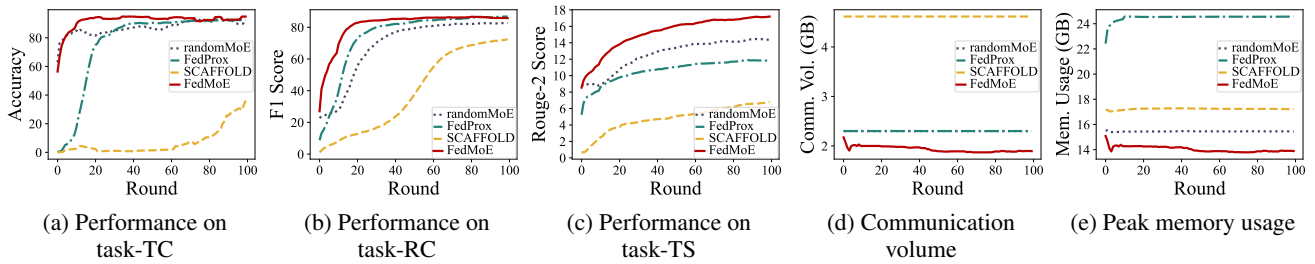 Accuracy
80
60
40
20
0
randomMoE
FedProx
SCAFFOLD
FedMoE
0 20 40 60 80 100
Round
(a) Performance on
task-TC
F1 Score
80
60
40
20
0
randomMoE
FedProx
SCAFFOLD
FedMoE
0 20 40 60 80 100
Round
(b) Performance on
task-RC
Rouge-2 Score
18
16
14
12
10
8
6
4
2
0
randomMoE
FedProx
SCAFFOLD
FedMoE
0 20 40 60 80 100
Round
(c) Performance on
task-TS
Comm. Vol. (GB)
4
3
2
randomMoE
FedProx
SCAFFOLD
FedMoE
0 20 40 60 80 100
Round
(d) Communication
volume
Mem. Usage (GB)
24
22
20
18
16
14
randomMoE
FedProx
SCAFFOLD
FedMoE
0 20 40 60 80 100
Round
(e) Peak memory usage